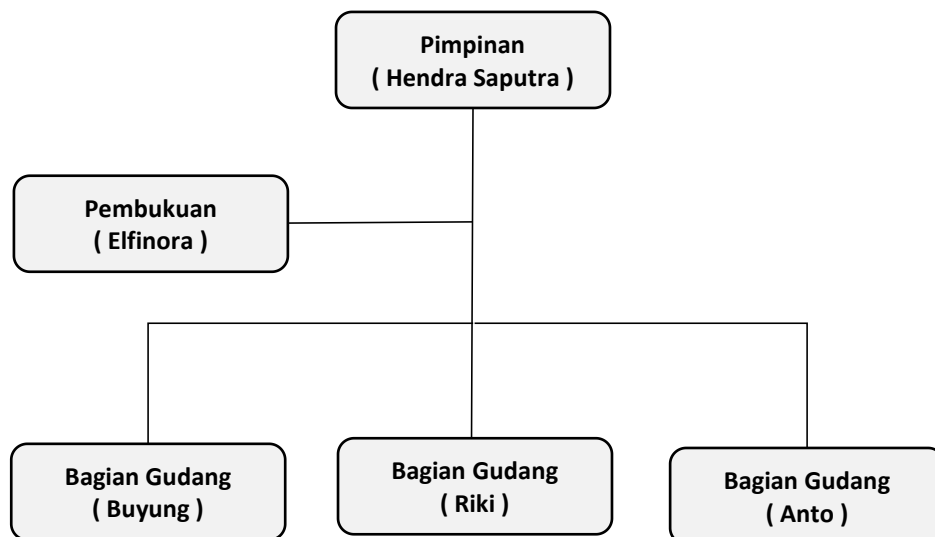 Pimpinan
( Hendra Saputra )
Pembukuan
( Elfinora )
Bagian Gudang
( Buyung )
Bagian Gudang
( Riki )
Bagian Gudang
( Anto )